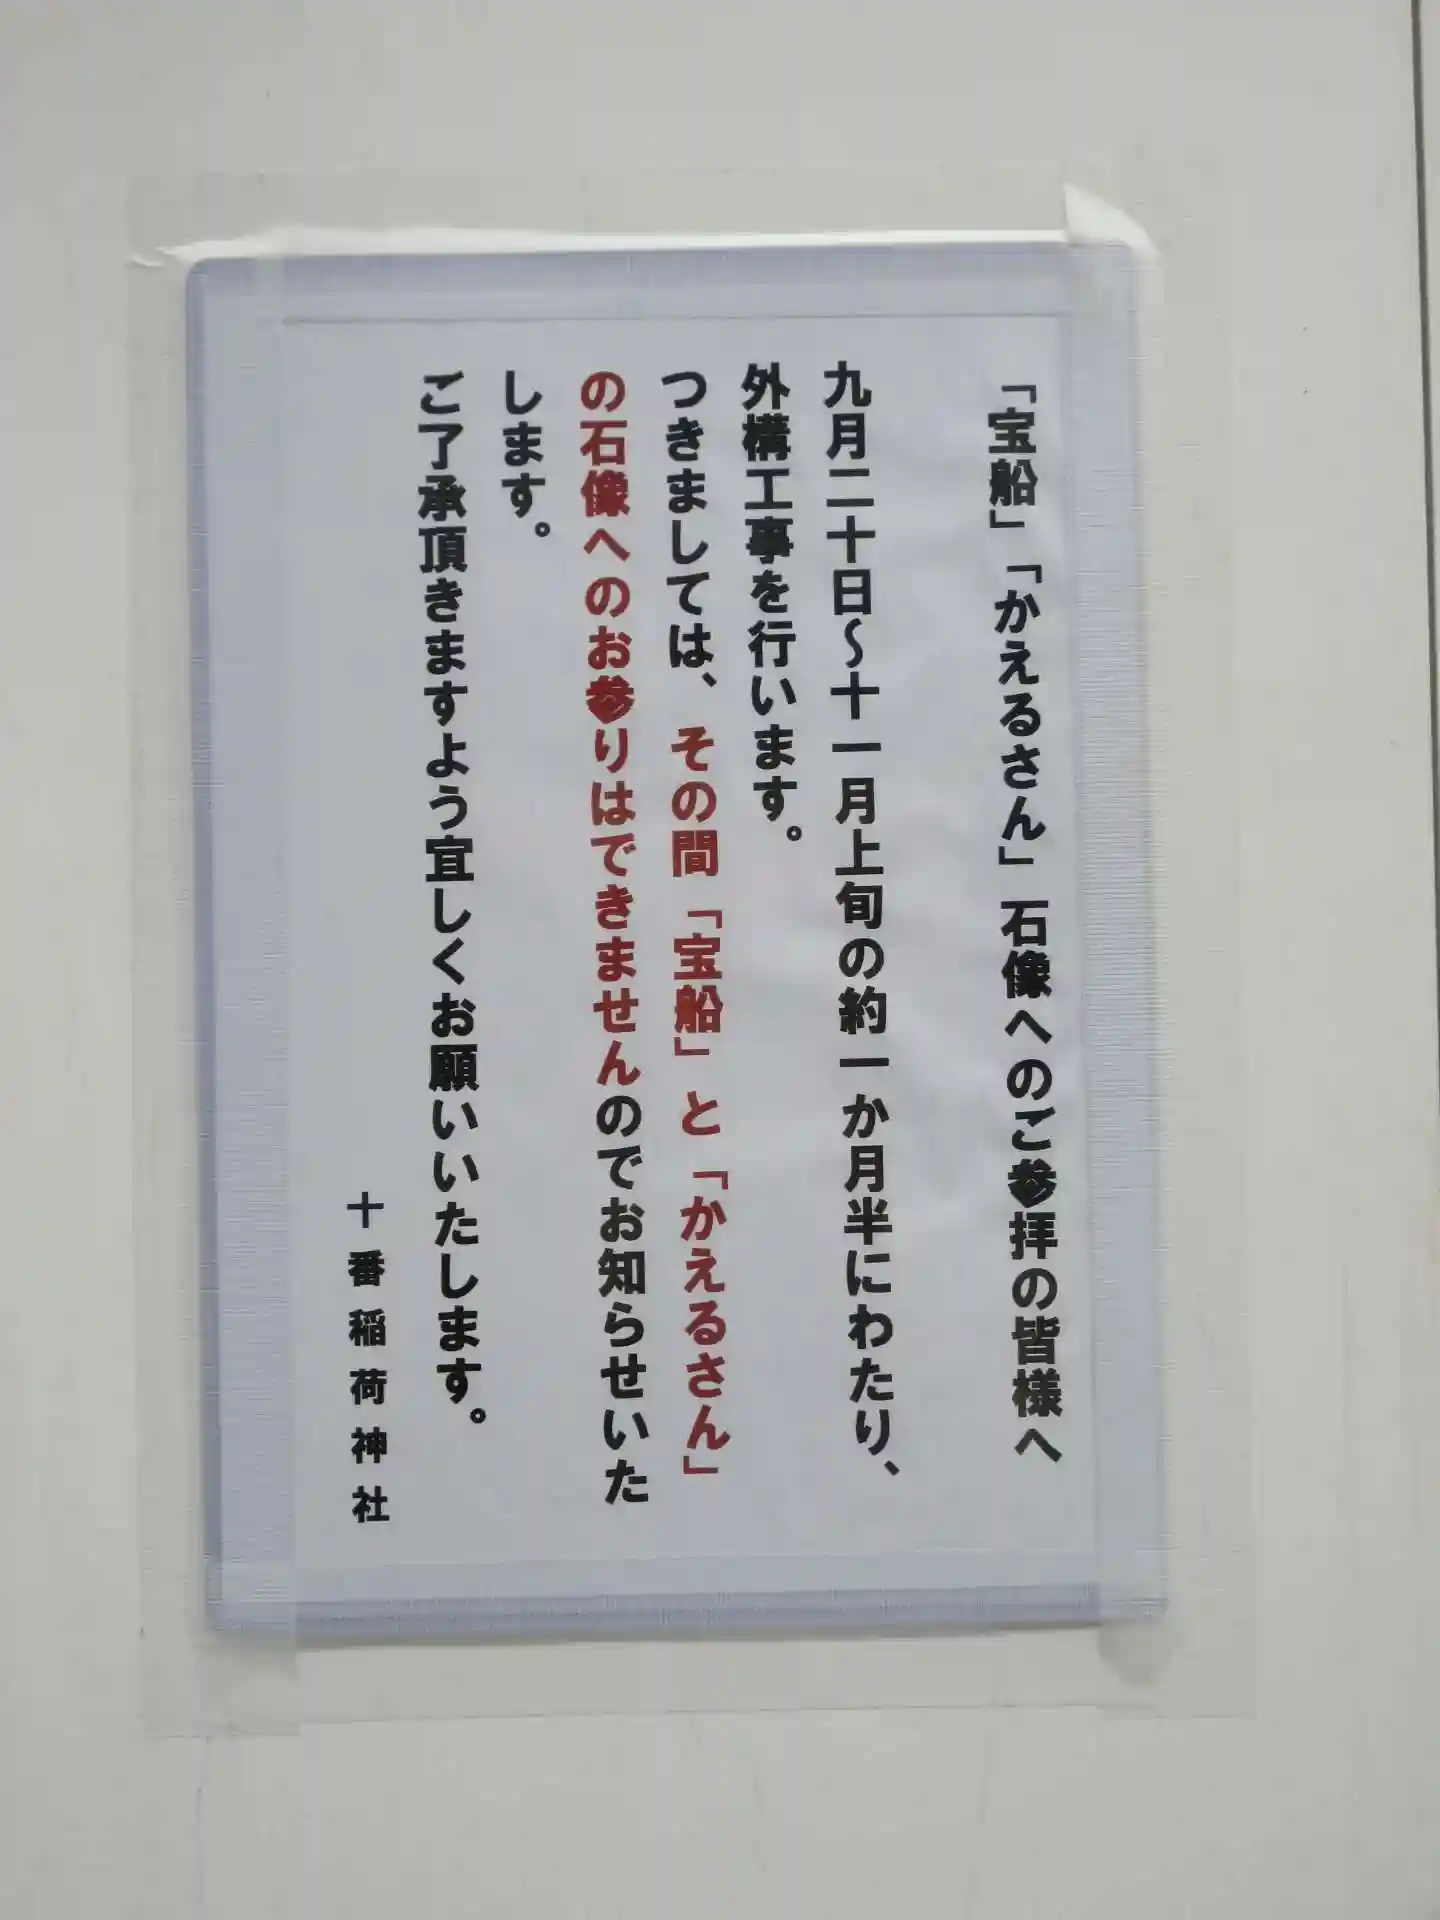 「宝船」「かえるさん」石像へのご参拝の皆様へ
九月二十日～十一月上旬の約一か月半にわたり、
外構工事を行います。
つきましては、その間「宝船」と「かえるさん」
の石像へのお参りはできませんのでお知らせいた
します。
ご了承頂きますよう宜しくお願いいたします。
十番稲荷神社